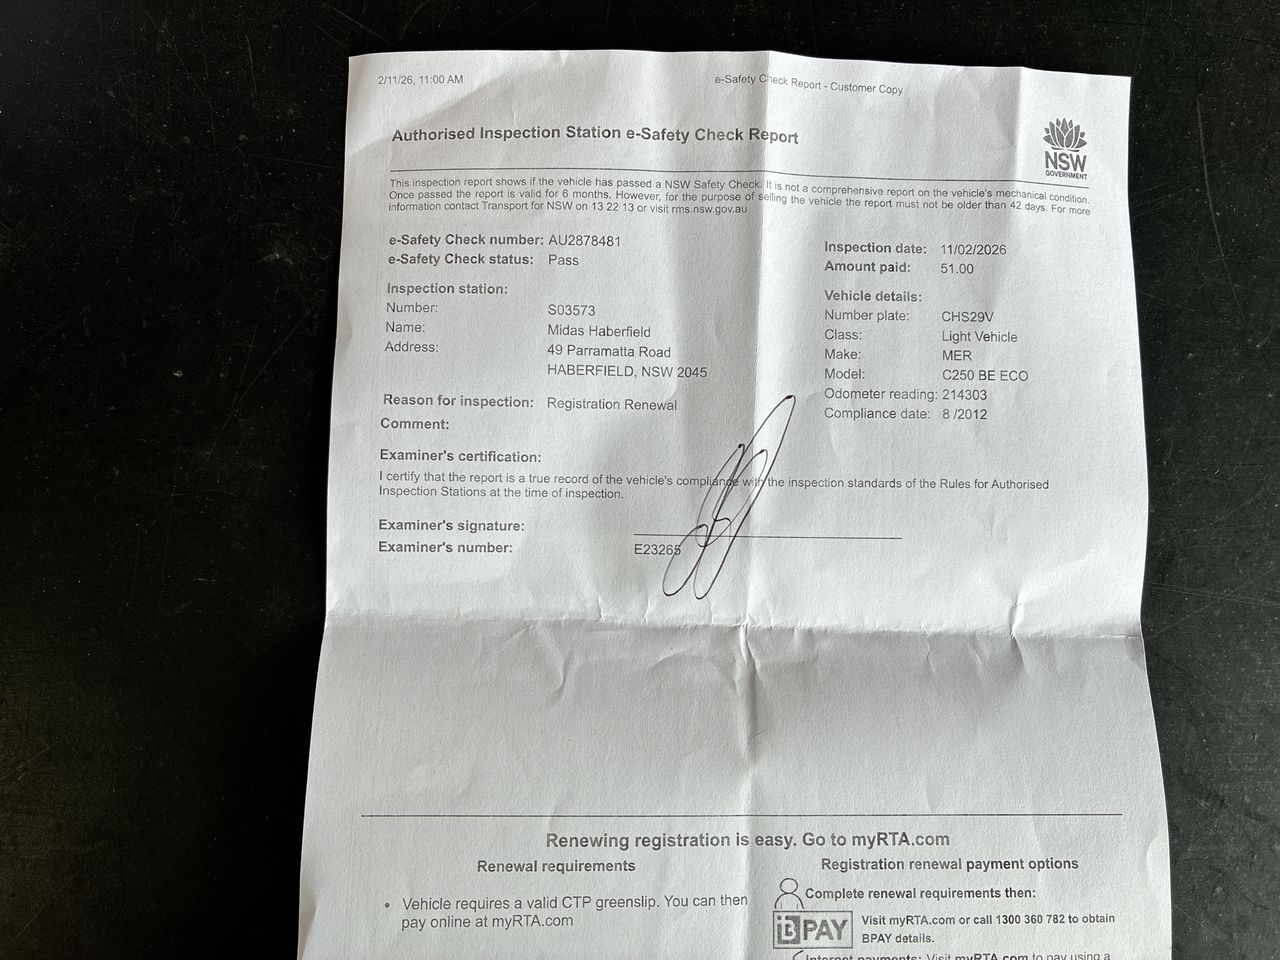 2/11/26, 11:00 AM
e-Safety Check Report - Customer Copy
Authorised Inspection Station e-Safety Check Report
NSW
GOVERNMENT
This inspection report shows if the vehicle has passed a NSW Safety Check. It is not a comprehensive report on the vehicle's mechanical condition.
Once passed the report is valid for 6 months. However, for the purpose of selling the vehicle the report must not be older than 42 days. For more
information contact Transport for NSW on 13 22 13 or visit rms.nsw.gov.au
e-Safety Check number: AU2878481
e-Safety Check status: Pass
Inspection station:
Number: S03573
Name: Midas Haberfield
Address: 49 Parramatta Road
HABERFIELD, NSW 2045
Reason for inspection: Registration Renewal
Comment:
Inspection date: 11/02/2026
Amount paid: 51.00
Vehicle details:
Number plate: CHS29V
Class: Light Vehicle
Make: MER
Model: C250 BE ECO
Odometer reading: 214303
Compliance date: 8 /2012
Examiner's certification:
I certify that the report is a true record of the vehicle's compliance with the inspection standards of the Rules for Authorised
Inspection Stations at the time of inspection.
Examiner's signature:
Examiner's number: E23265
Renewing registration is easy. Go to myRTA.com
Renewal requirements
• Vehicle requires a valid CTP greenslip. You can then
pay online at myRTA.com
Registration renewal payment options
Complete renewal requirements then:
BPAY
Visit myRTA.com or call 1300 360 782 to obtain
BPAY details.
Internet payments: Visit myRTA.com to pay using a